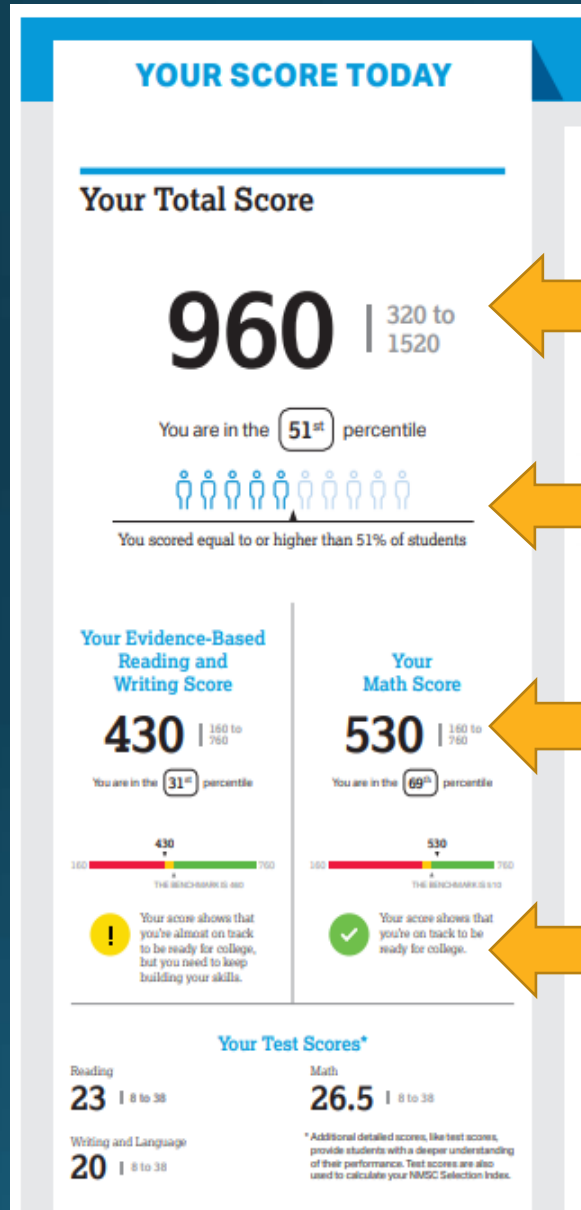 YOUR SCORE TODAY
Your Total Score
960 | 320 to
1520
You are in the 51st percentile
You scored equal to or higher than 51% of students
Your Evidence-Based
Reading and
Writing Score
430 | 160 to
760
You are in the 31st percentile
430
160 760
THE BENCHMARK IS 460
! Your score shows that
you're almost on track
to be ready for college,
but you need to keep
building your skills.
Your
Math Score
530 | 160 to
760
You are in the 69th percentile
530
160 760
THE BENCHMARK IS 510
Your score shows that
you're on track to be
ready for college.
Your Test Scores*
Reading
23 | 8 to 38
Math
26.5 | 8 to 38
Writing and Language
20 | 8 to 38
* Additional detailed scores, like test scores,
provide students with a deeper understanding
of their performance. Test scores are also
used to calculate your NMSC Selection Index.